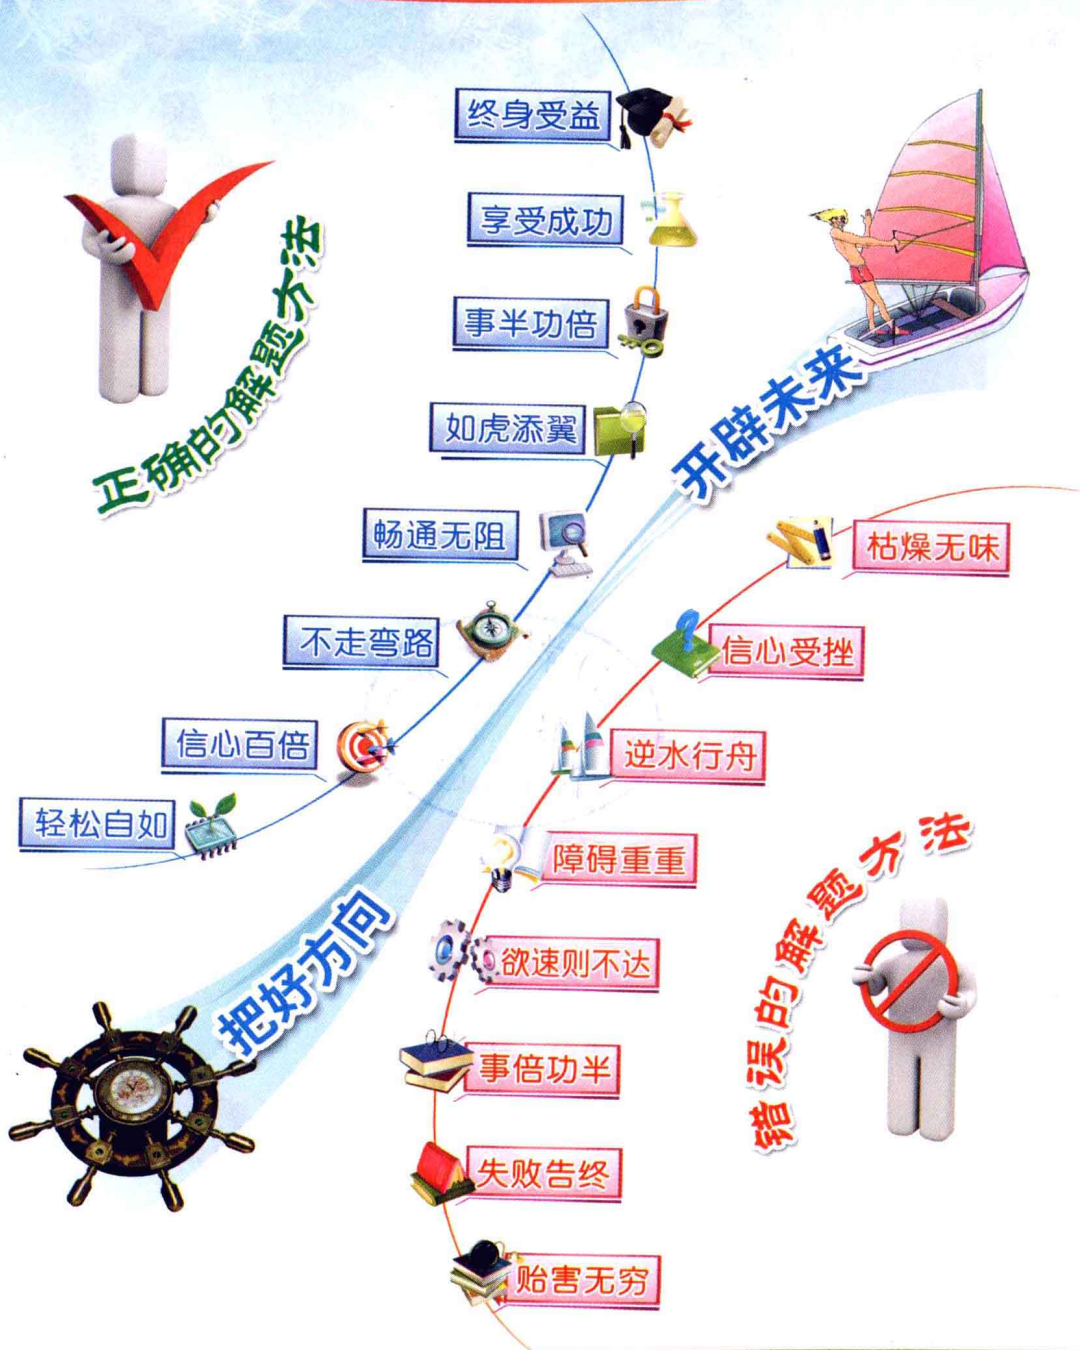 正确的解题方法
终身受益
享受成功
事半功倍
如虎添翼
畅通无阻
不走弯路
信心百倍
轻松自如
开辟未来
把好方向
枯燥无味
信心受挫
逆水行舟
障碍重重
欲速则不达
事倍功半
失败告终
贻害无穷
错误的解题方法